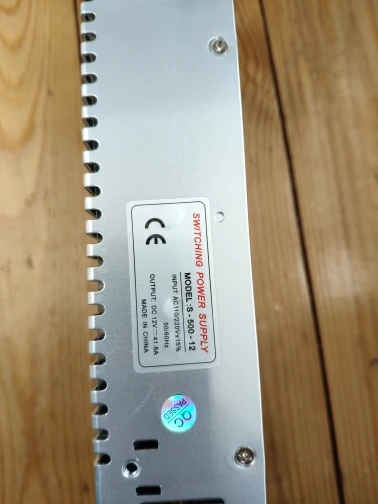 SWITCHING POWER SUPPLY
MODEL:S-500-12
INPUT:AC110/220V±15%
50/60Hz
OUTPUT: DC 12V⎓41.6A
MADE IN CHINA
CE
QC
PASSED